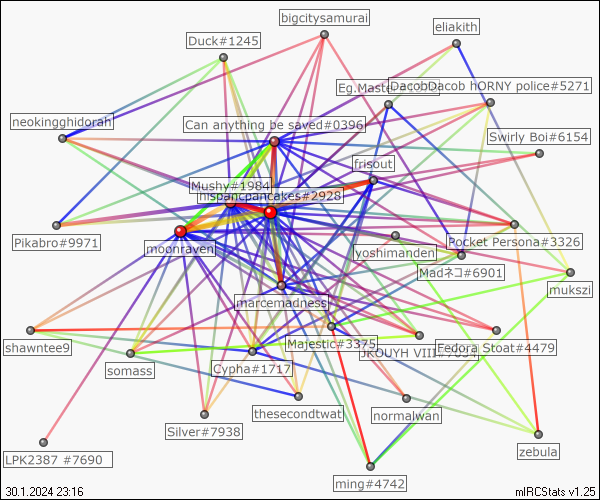 bigcitysamurai
eliakith
Duck#1245
Eg.Maste
DacobDacob hORNY police#5271
neokingghidorah
Can anything be saved#0396
Swirly Boi#6154
frisout
Mushy#1984
hispancpancakes#2928
Pikabro#9971
moonraven
yoshimanden
Pocket Persona#3326
Madネコ#6901
mukszi
marcemadness
shawntee9
Majestic#3375
JKOUYH VIII#7034
Fedora Stoat#4479
somass
Cypha#1717
thesecondtwat
normalwan
Silver#7938
zebula
LPK2387 #7690
ming#4742
30.1.2024 23:16
mIRCStats v1.25